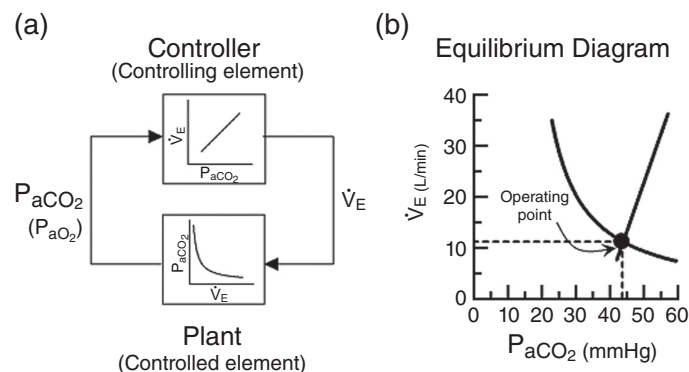 (a)
Controller
(Controlling element)
V̇E
PaCO2
PaCO2
(PaO2)
V̇E
PaCO2
V̇E
Plant
(Controlled element)
(b)
Equilibrium Diagram
40
30
20
10
0
V̇E (L/min)
Operating
point
0 10 20 30 40 50 60
PaCO2 (mmHg)